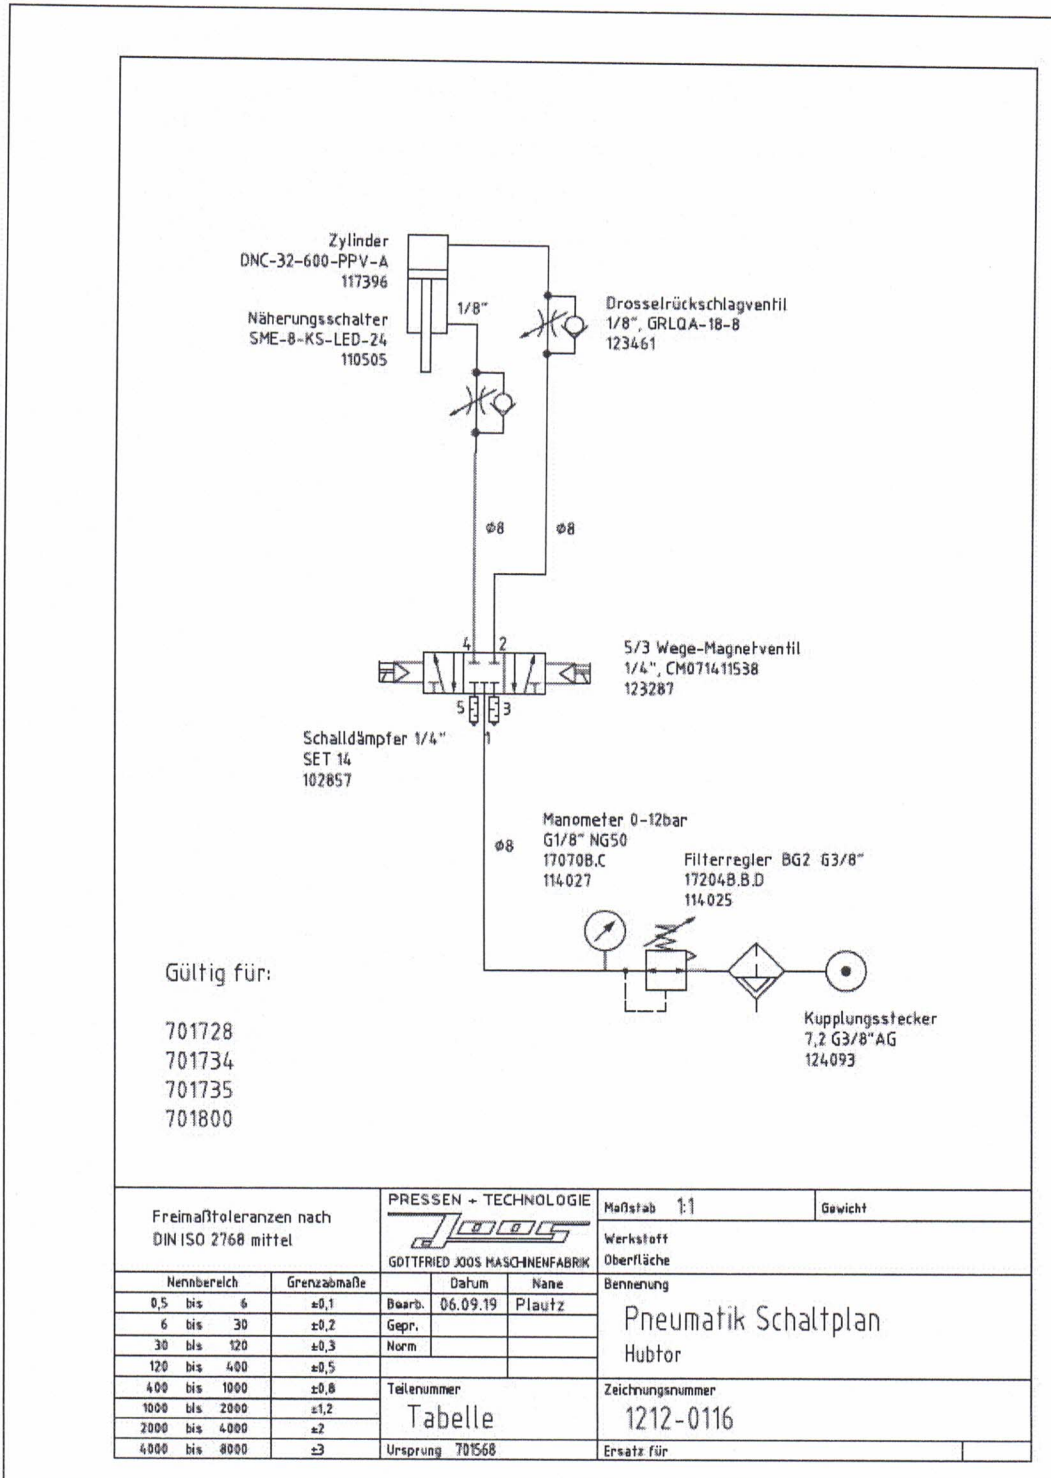 Zylinder
DNC-32-600-PPV-A
117396
Näherungsschalter
SME-8-KS-LED-24
110505
1/8"
Drosselrückschlagventil
1/8", GRLQA-18-8
123461
ø8
ø8
4
2
5/3 Wege-Magnetventil
1/4", CM071411538
123287
5
3
1
Schalldämpfer 1/4"
SET 14
102857
ø8
Manometer 0-12bar
G1/8" NG50
17070B.C
114027
Filterregler BG2 G3/8"
17204B.B.D
114025
Kupplungsstecker
7,2 G3/8"AG
124093
Gültig für:
701728
701734
701735
701800
Freimaßtoleranzen nach
DIN ISO 2768 mittel
Nennbereich Grenzabmaße
0,5 bis 6 ±0,1
6 bis 30 ±0,2
30 bis 120 ±0,3
120 bis 400 ±0,5
400 bis 1000 ±0,8
1000 bis 2000 ±1,2
2000 bis 4000 ±2
4000 bis 8000 ±3
PRESSEN + TECHNOLOGIE
JOOS
GOTTFRIED JOOS MASCHINENFABRIK
Datum Name
Bearb. 06.09.19 Plautz
Gepr.
Norm
Teilenummer
Tabelle
Ursprung 701568
Maßstab 1:1
Gewicht
Werkstoff
Oberfläche
Bennenung
Pneumatik Schaltplan
Hubtor
Zeichnungsnummer
1212-0116
Ersatz für